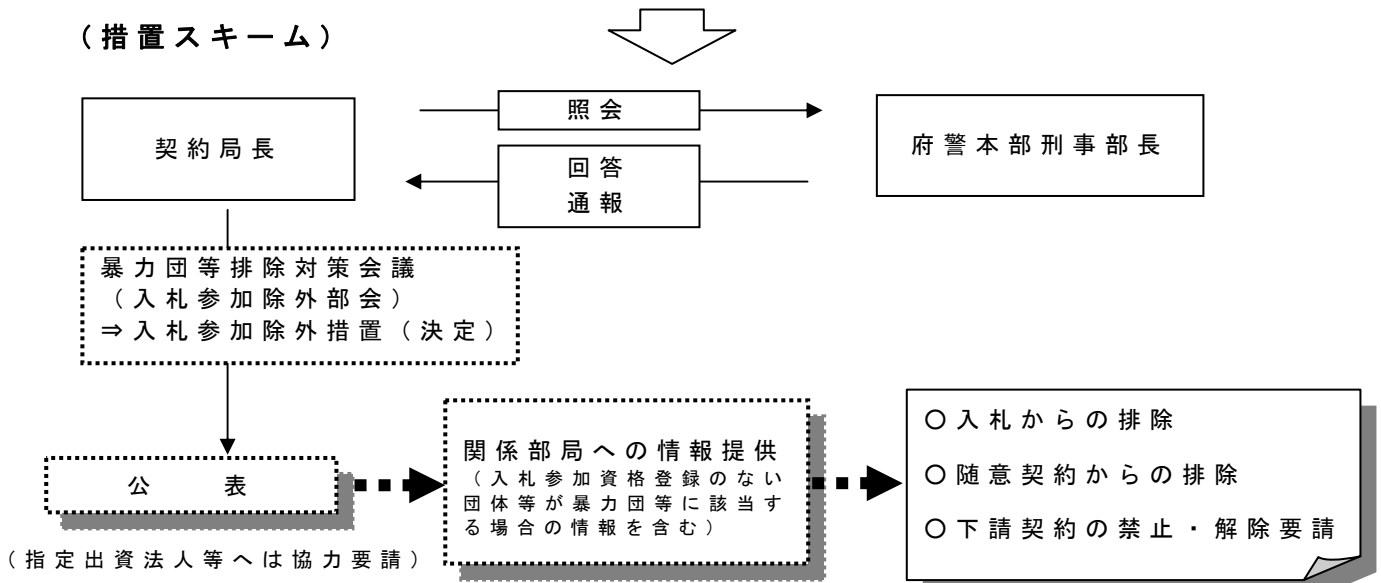 （措置スキーム）
照会
契約局長
府警本部刑事部長
回答
通報
暴力団等排除対策会議
（入札参加除外部会）
⇒入札参加除外措置（決定）
公　表
（指定出資法人等へは協力要請）
関係部局への情報提供
（入札参加資格登録のない
団体等が暴力団等に該当す
る場合の情報を含む）
○入札からの排除
○随意契約からの排除
○下請契約の禁止・解除要請